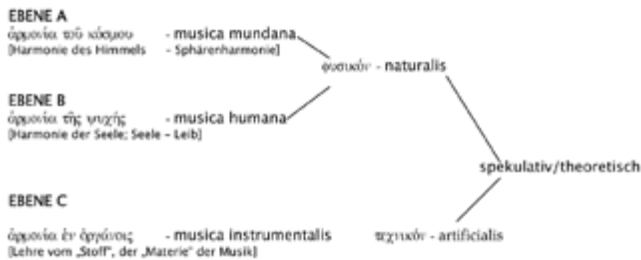 EBENE A
ἁρμονία τοῦ κόσμου - musica mundana
[Harmonie des Himmels - Sphärenharmonie]
φυσικόν - naturalis
EBENE B
ἁρμονία τῆς ψυχῆς - musica humana
[Harmonie der Seele; Seele - Leib]
spekulativ/theoretisch
EBENE C
ἁρμονία ἐν ὀργάνοις - musica instrumentalis
τεχνικόν - artificialis
[Lehre vom „Stoff“, der „Materie“ der Musik]